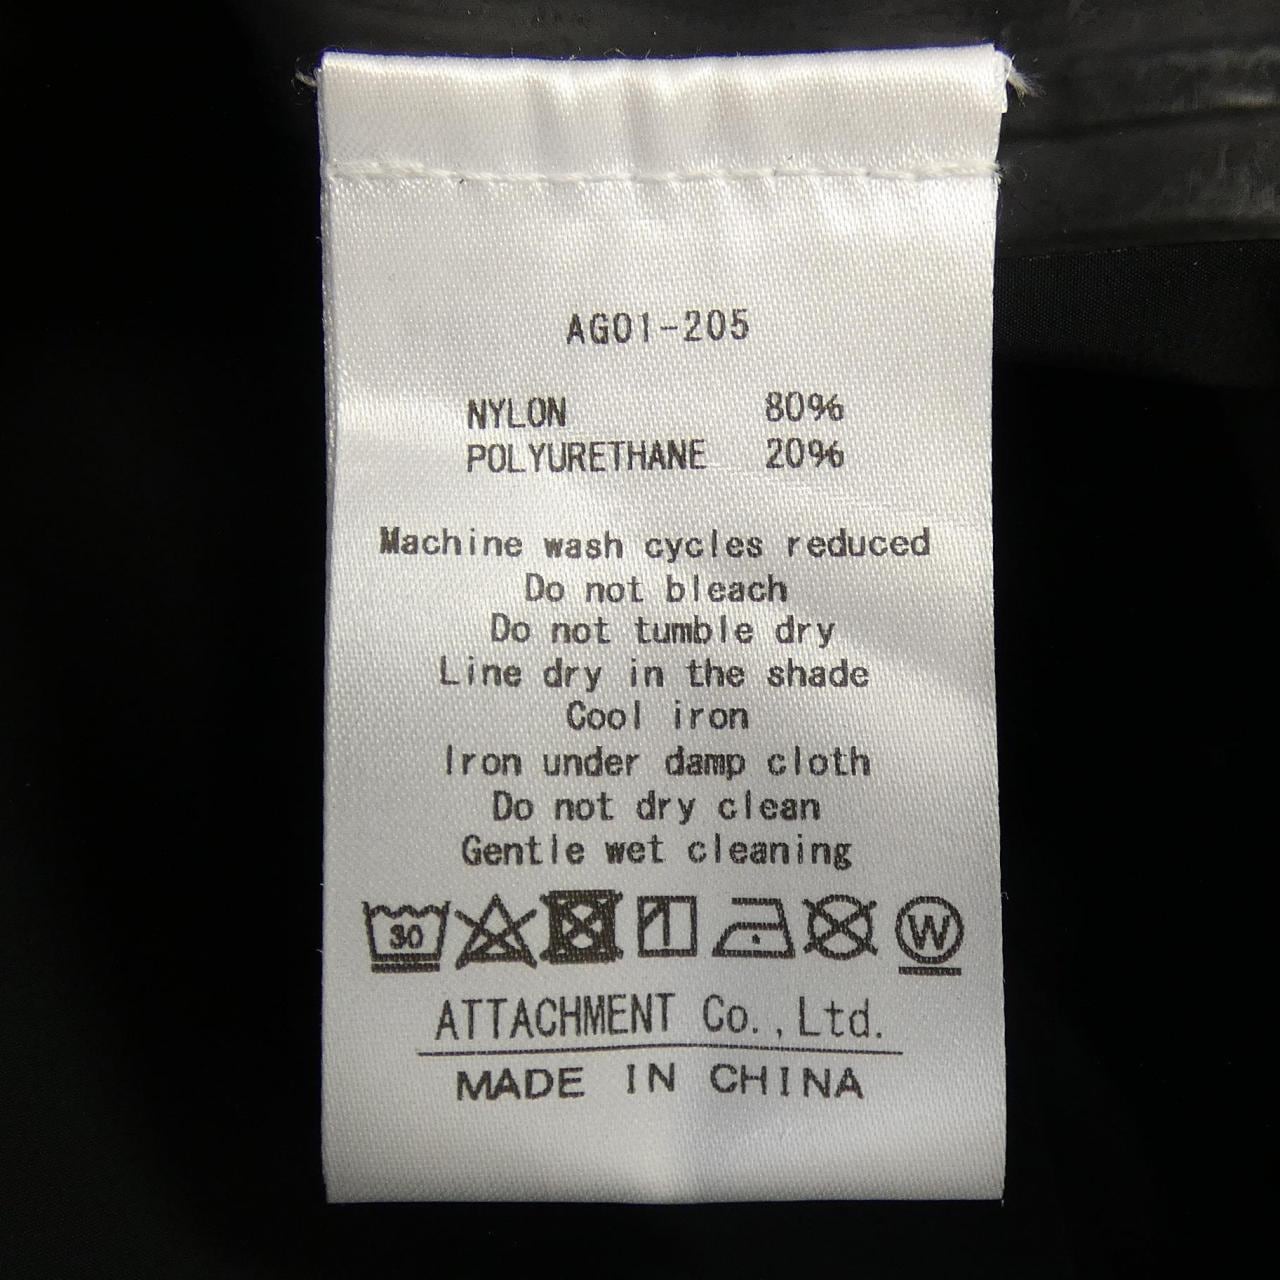 AG01-205
NYLON 80%
POLYURETHANE 20%
Machine wash cycles reduced
Do not bleach
Do not tumble dry
Line dry in the shade
Cool iron
Iron under damp cloth
Do not dry clean
Gentle wet cleaning
30 W
ATTACHMENT Co.,Ltd.
MADE IN CHINA